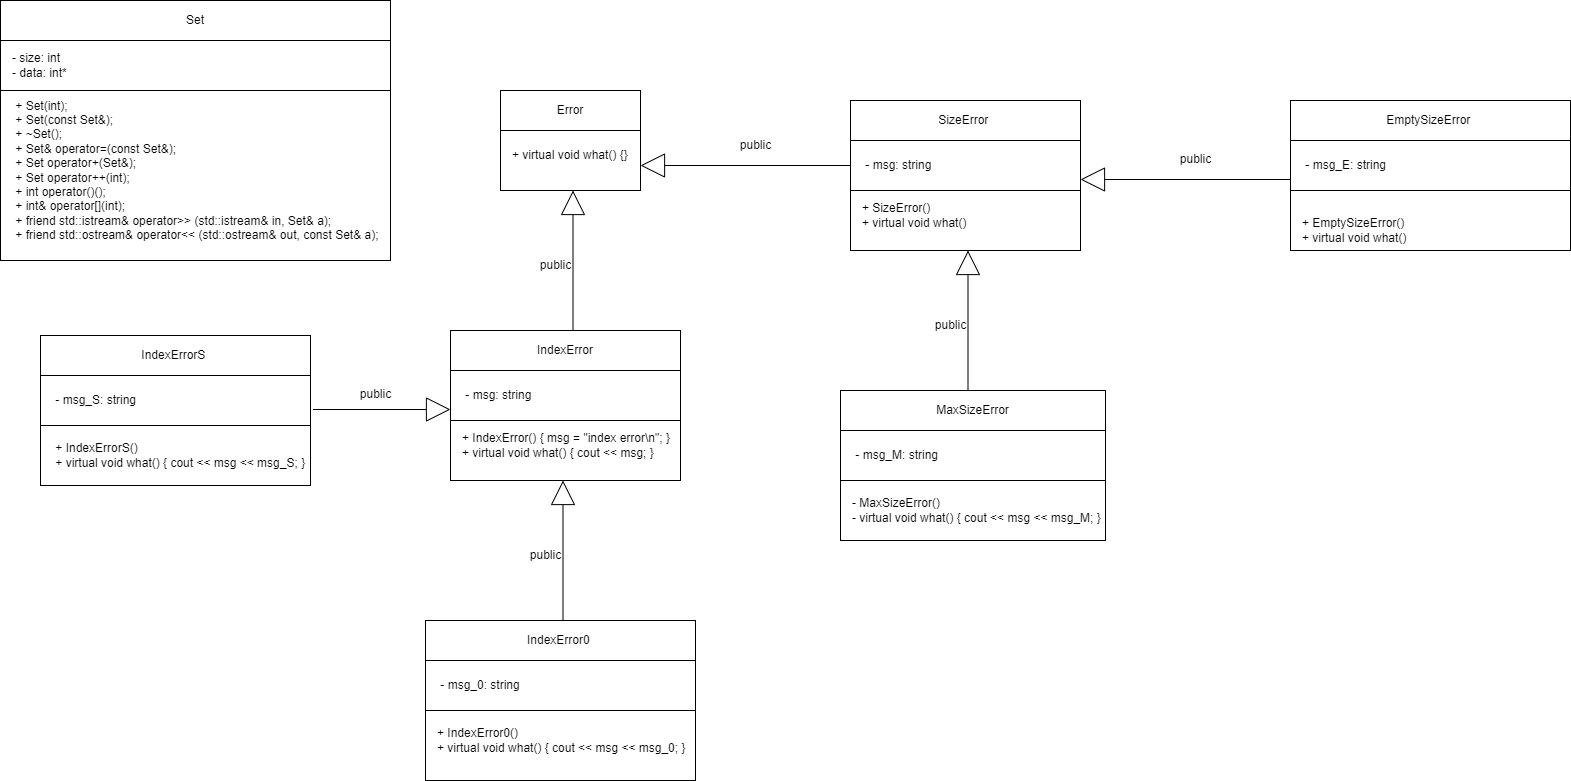 Set
- size: int
- data: int*
+ Set(int);
+ Set(const Set&);
+ ~Set();
+ Set& operator=(const Set&);
+ Set operator+(Set&);
+ Set operator++(int);
+ int operator()();
+ int& operator[](int);
+ friend std::istream& operator>> (std::istream& in, Set& a);
+ friend std::ostream& operator<< (std::ostream& out, const Set& a);
Error
+ virtual void what() {}
public
SizeError
- msg: string
+ SizeError()
+ virtual void what()
public
EmptySizeError
- msg_E: string
+ EmptySizeError()
+ virtual void what()
public
public
IndexErrorS
- msg_S: string
+ IndexErrorS()
+ virtual void what() { cout << msg << msg_S; }
public
IndexError
- msg: string
+ IndexError() { msg = "index error\n"; }
+ virtual void what() { cout << msg; }
MaxSizeError
- msg_M: string
- MaxSizeError()
- virtual void what() { cout << msg << msg_M; }
public
IndexError0
- msg_0: string
+ IndexError0()
+ virtual void what() { cout << msg << msg_0; }